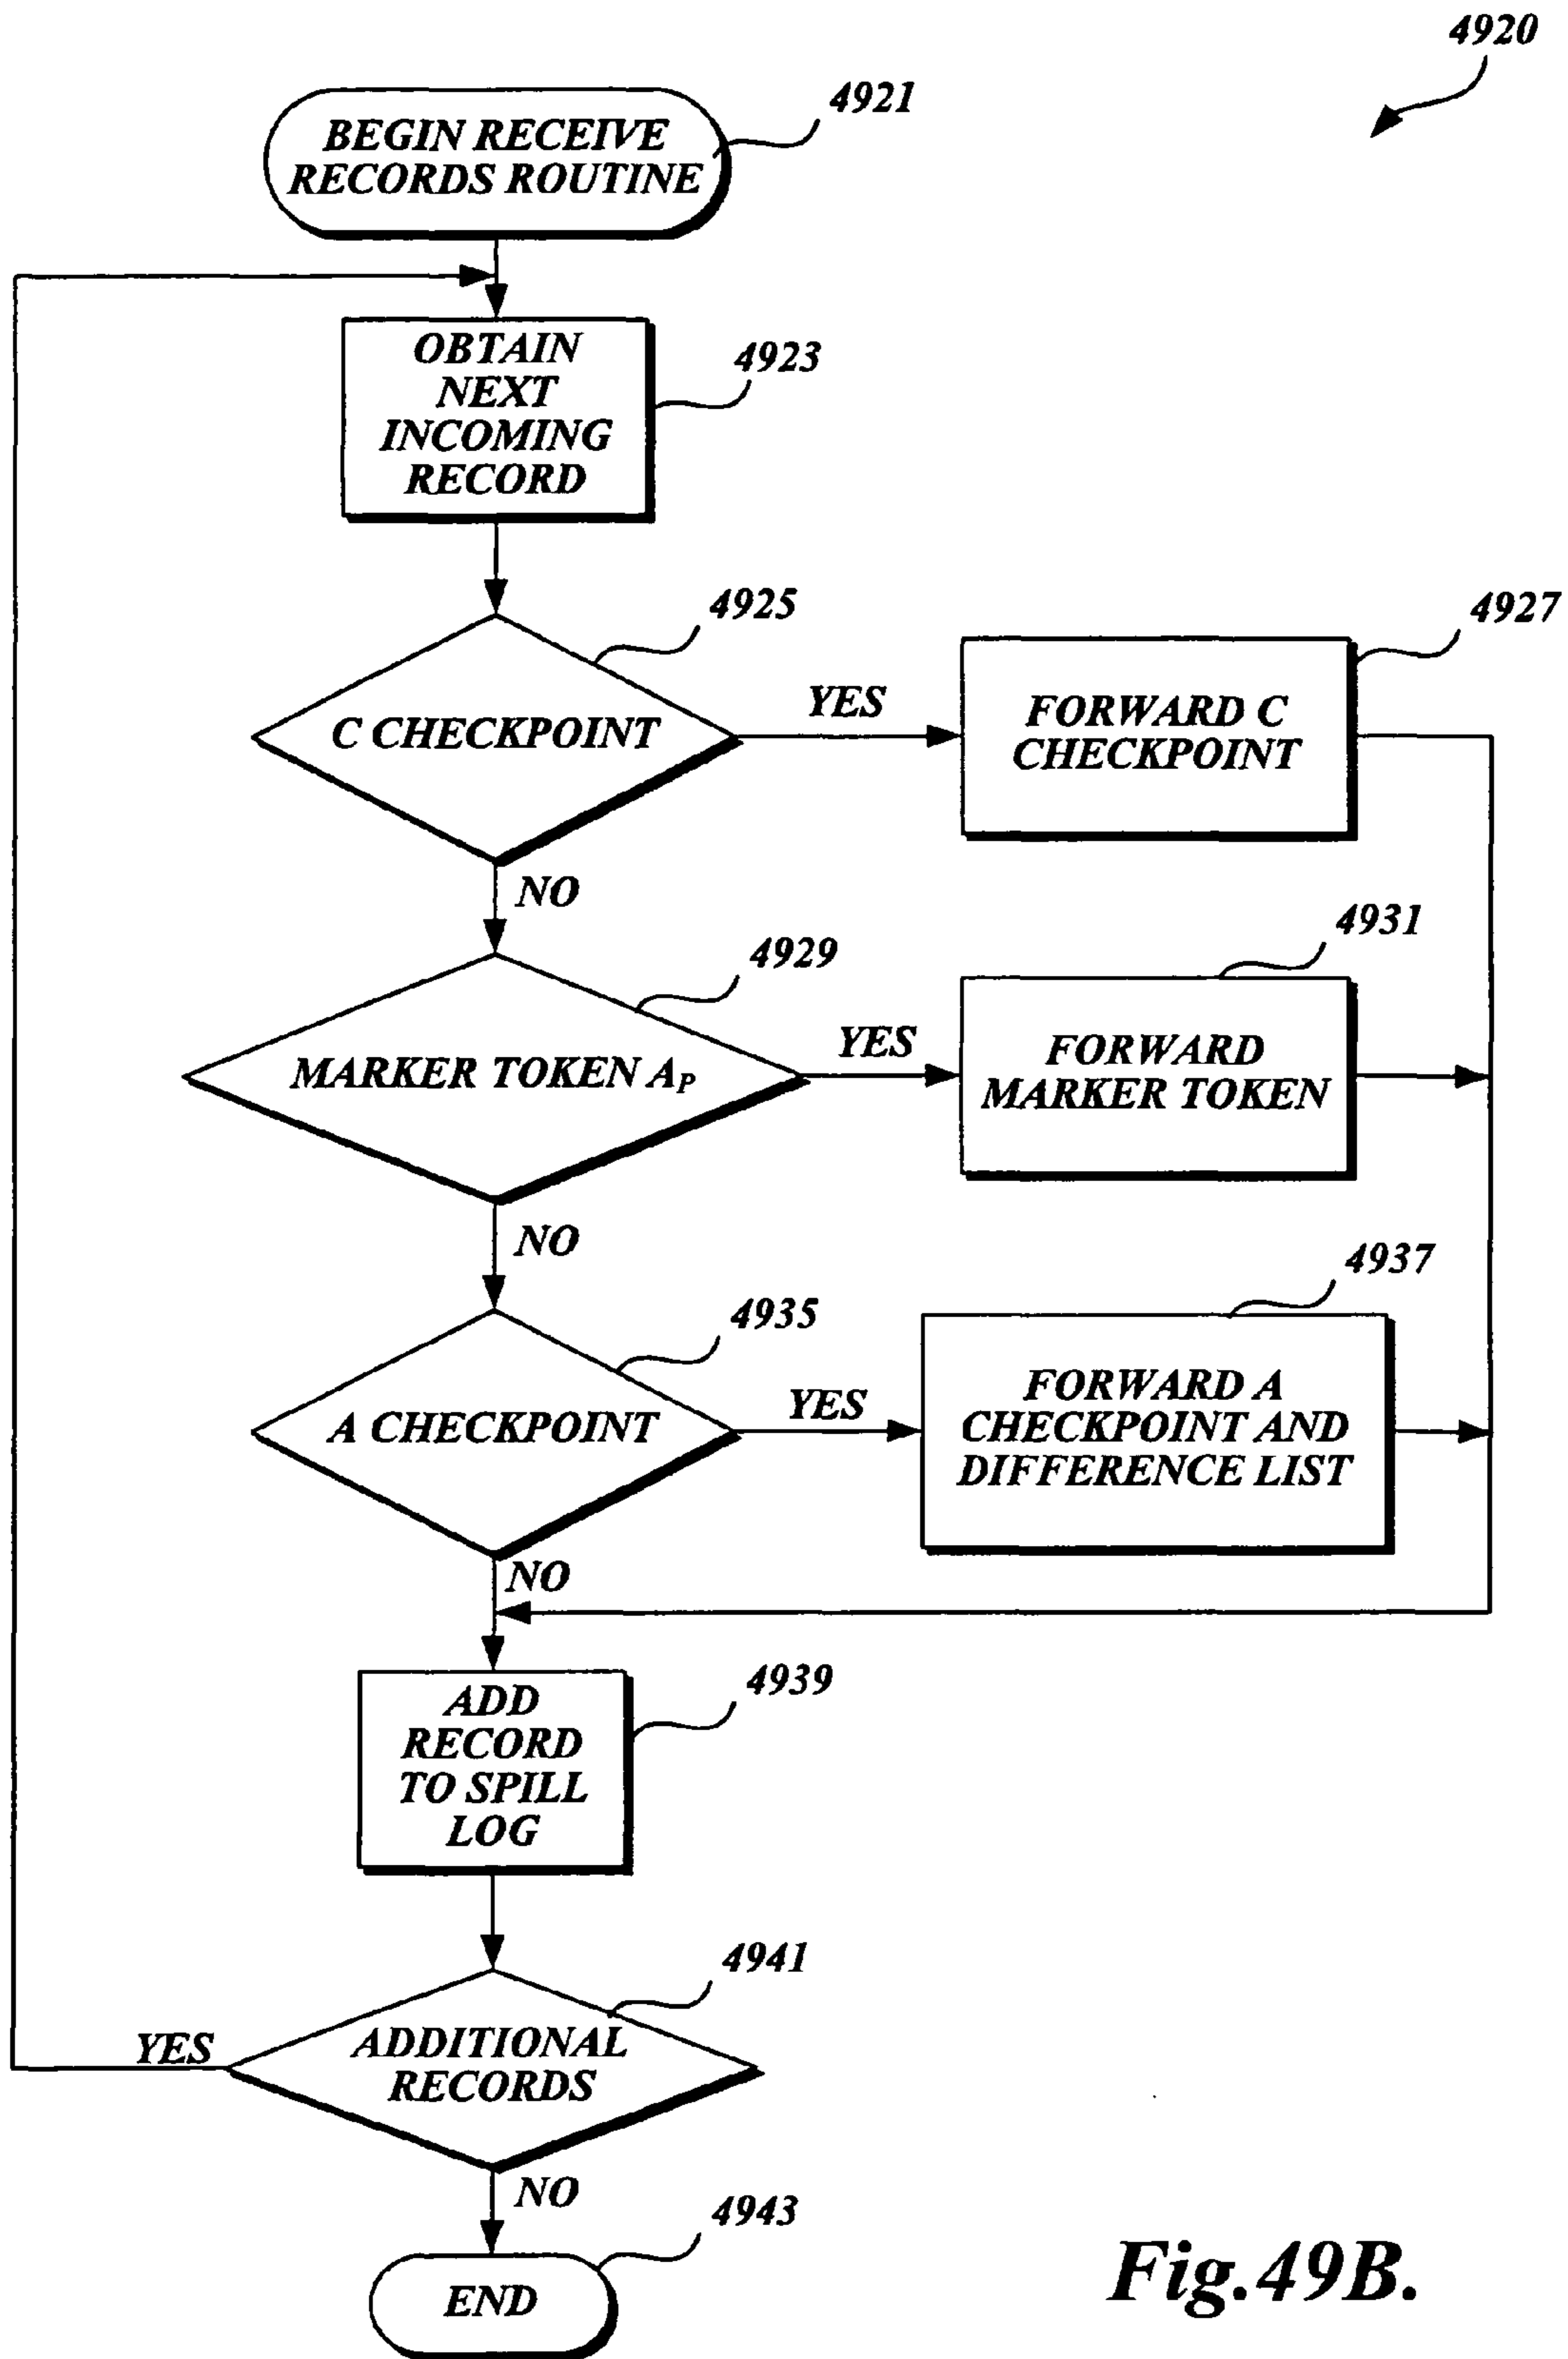 4920
4921
BEGIN RECEIVE
RECORDS ROUTINE
OBTAIN
NEXT
INCOMING
RECORD
4923
4925
C CHECKPOINT
YES
NO
4927
FORWARD C
CHECKPOINT
4929
MARKER TOKEN AP
YES
NO
4931
FORWARD
MARKER TOKEN
4935
A CHECKPOINT
YES
NO
4937
FORWARD A
CHECKPOINT AND
DIFFERENCE LIST
ADD
RECORD
TO SPILL
LOG
4939
4941
ADDITIONAL
RECORDS
YES
NO
4943
END
Fig.49B.